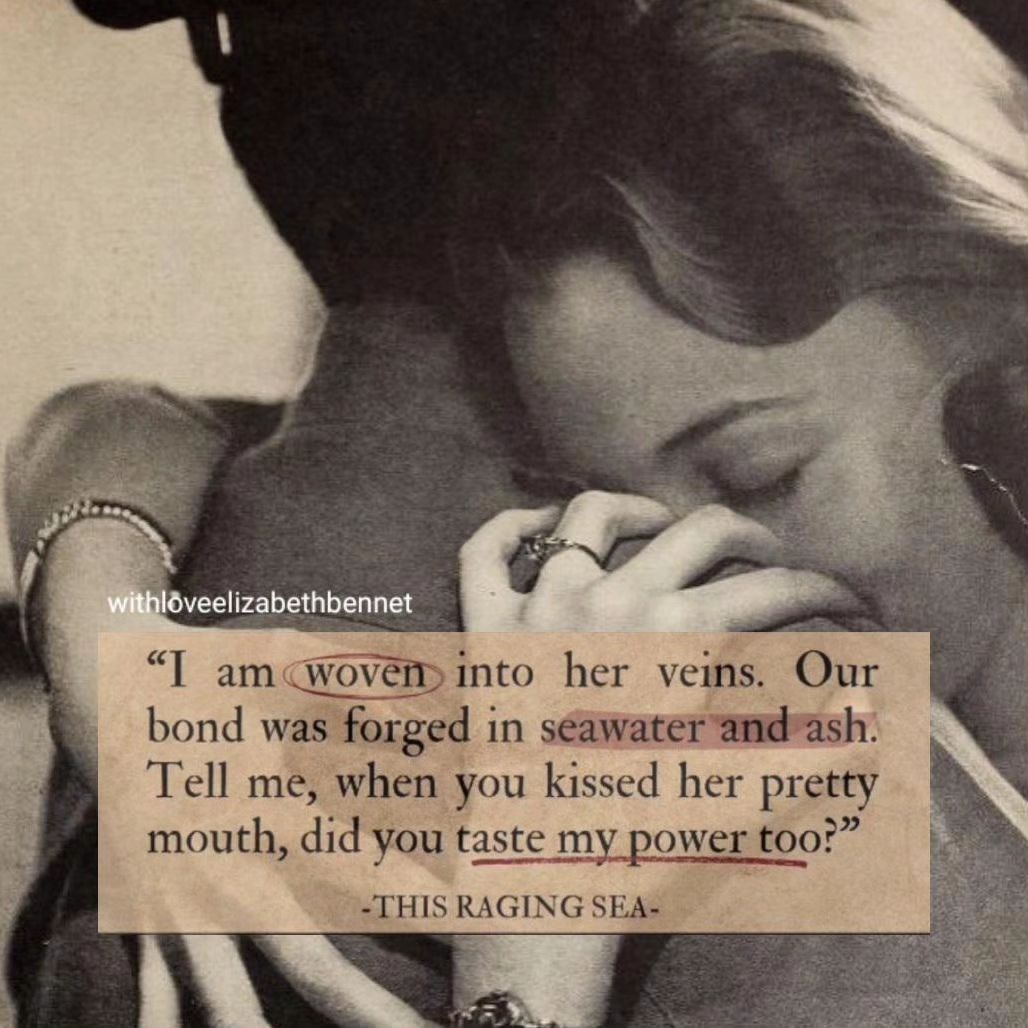 withloveelizabethbennet
“I am woven into her veins. Our
bond was forged in seawater and ash.
Tell me, when you kissed her pretty
mouth, did you taste my power too?”
-THIS RAGING SEA-